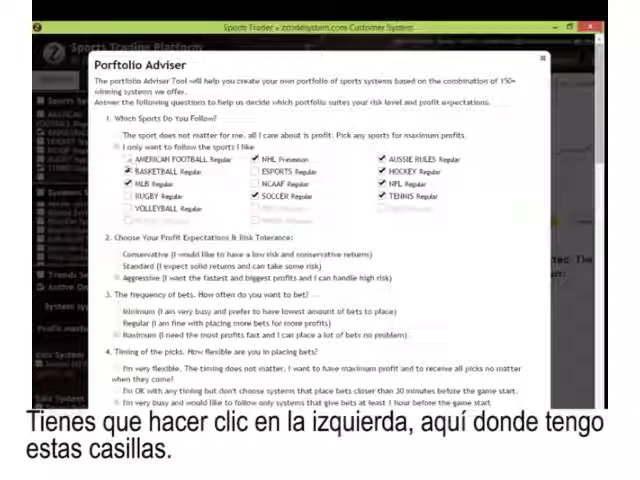 Sports Trader - zcodesystem.com Customer System
Sports Trading Platform
Portfolio Adviser
The portfolio Adviser Tool will help you create your own portfolio of sports systems based on the combination of 150+
winning systems we offer.
Answer the following questions to help us decide which portfolio suites your risk level and profit expectations.
1. Which Sports Do You Follow?
The sport does not matter for me, all I care about is profit. Pick any sports for maximum profits.
I only want to follow the sports I like
AMERICAN FOOTBALL Regular NHL Preseason AUSSIE RULES Regular
BASKETBALL Regular ESPORTS Regular HOCKEY Regular
MLB Regular NCAAF Regular NFL Regular
RUGBY Regular SOCCER Regular TENNIS Regular
VOLLEYBALL Regular
2. Choose Your Profit Expectations & Risk Tolerance:
Conservative (I would like to have a low risk and conservative returns)
Standard (I expect solid returns and can take some risk)
Aggressive (I want the fastest and biggest profits and I can handle high risk)
3. The frequency of bets. How often do you want to bet?
Minimum (I am very busy and prefer to have lowest amount of bets to place)
Regular (I am fine with placing more bets for more profits)
Maximum (I need the most profits fast and I can place a lot of bets no problem)
4. Timing of the picks. How flexible are you in placing bets?
I'm very flexible. The timing does not matter, I want to have maximum profit and to receive all picks no matter
when they come!
I'm OK with any timing but don't choose systems that place bets closer than 30 minutes before the game start.
I'm very busy and would like to follow only systems that give bets at least 1 hour before the game start
Tienes que hacer clic en la izquierda, aquí donde tengo
estas casillas.